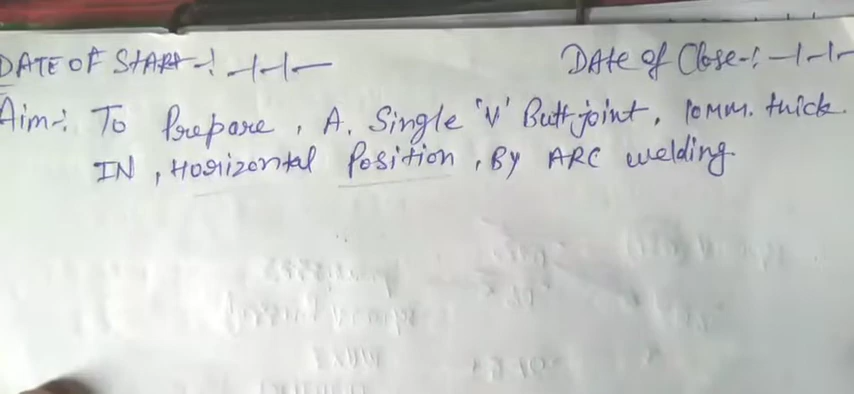 DATE OF START-: -/-/- DAte of Close-: -/-/-
Aim-: To Prepare, A. Single 'V' Butt joint, 10MM. thick
IN, Horizontal Position, By ARC welding.